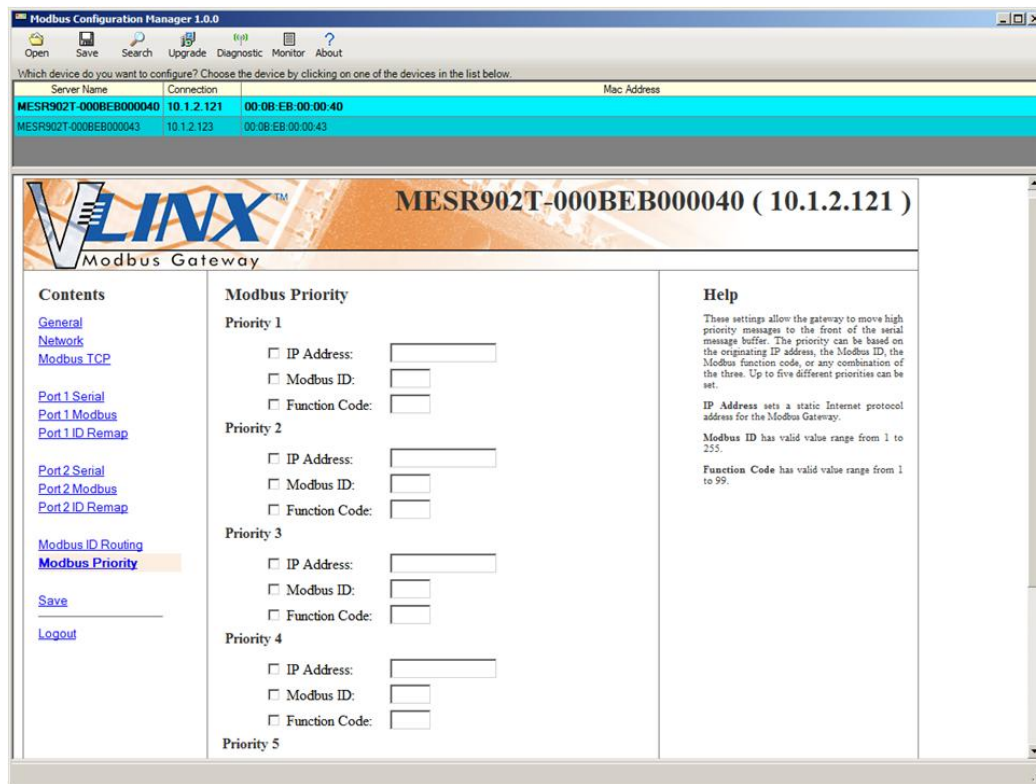 Modbus Configuration Manager 1.0.0
Open Save Search Upgrade Diagnostic Monitor About
Which device do you want to configure? Choose the device by clicking on one of the devices in the list below.
Server Name Connection Mac Address
MESR902T-000BEB000040 10.1.2.121 00:0B:EB:00:00:40
MESR902T-000BEB000043 10.1.2.123 00:0B:EB:00:00:43
VLINX™
Modbus Gateway
MESR902T-000BEB000040 ( 10.1.2.121 )
Contents
General
Network
Modbus TCP
Port 1 Serial
Port 1 Modbus
Port 1 ID Remap
Port 2 Serial
Port 2 Modbus
Port 2 ID Remap
Modbus ID Routing
Modbus Priority
Save
Logout
Modbus Priority
Priority 1
IP Address:
Modbus ID:
Function Code:
Priority 2
IP Address:
Modbus ID:
Function Code:
Priority 3
IP Address:
Modbus ID:
Function Code:
Priority 4
IP Address:
Modbus ID:
Function Code:
Priority 5
Help
These settings allow the gateway to move high
priority messages to the front of the serial
message buffer. The priority can be based on
the originating IP address, the Modbus ID, the
Modbus function code, or any combination of
the three. Up to five different priorities can be
set.
IP Address sets a static Internet protocol
address for the Modbus Gateway.
Modbus ID has valid value range from 1 to
255.
Function Code has valid value range from 1
to 99.